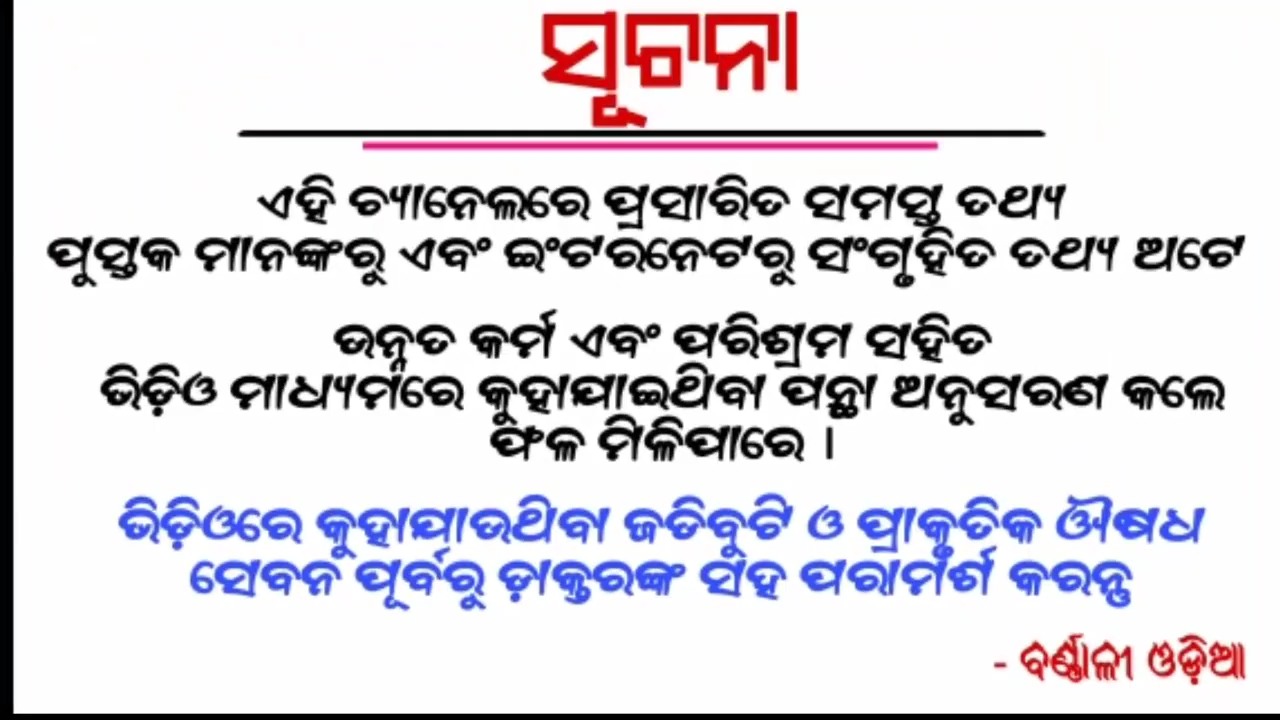 ସୂଚନା
ଏହି ଚ୍ୟାନେଲରେ ପ୍ରସାରିତ ସମସ୍ତ ତଥ୍ୟ
ପୁସ୍ତକ ମାନଙ୍କରୁ ଏବଂ ଇଂଟରନେଟରୁ ସଂଗୃହିତ ତଥ୍ୟ ଅଟେ
ଉନ୍ନତ କର୍ମ ଏବଂ ପରିଶ୍ରମ ସହିତ
ଭିଡ଼ିଓ ମାଧ୍ୟମରେ କୁହାଯାଇଥିବା ପନ୍ଥା ଅନୁସରଣ କଲେ
ଫଳ ମିଳିପାରେ ।
ଭିଡ଼ିଓରେ କୁହାଯାଉଥିବା ଜଡିବୁଟି ଓ ପ୍ରାକୃତିକ ଔଷଧ
ସେବନ ପୂର୍ବରୁ ଡ଼ାକ୍ତରଙ୍କ ସହ ପରାମର୍ଶ କରନ୍ତୁ
- ବର୍ଣ୍ଣାଳୀ ଓଡ଼ିଆ